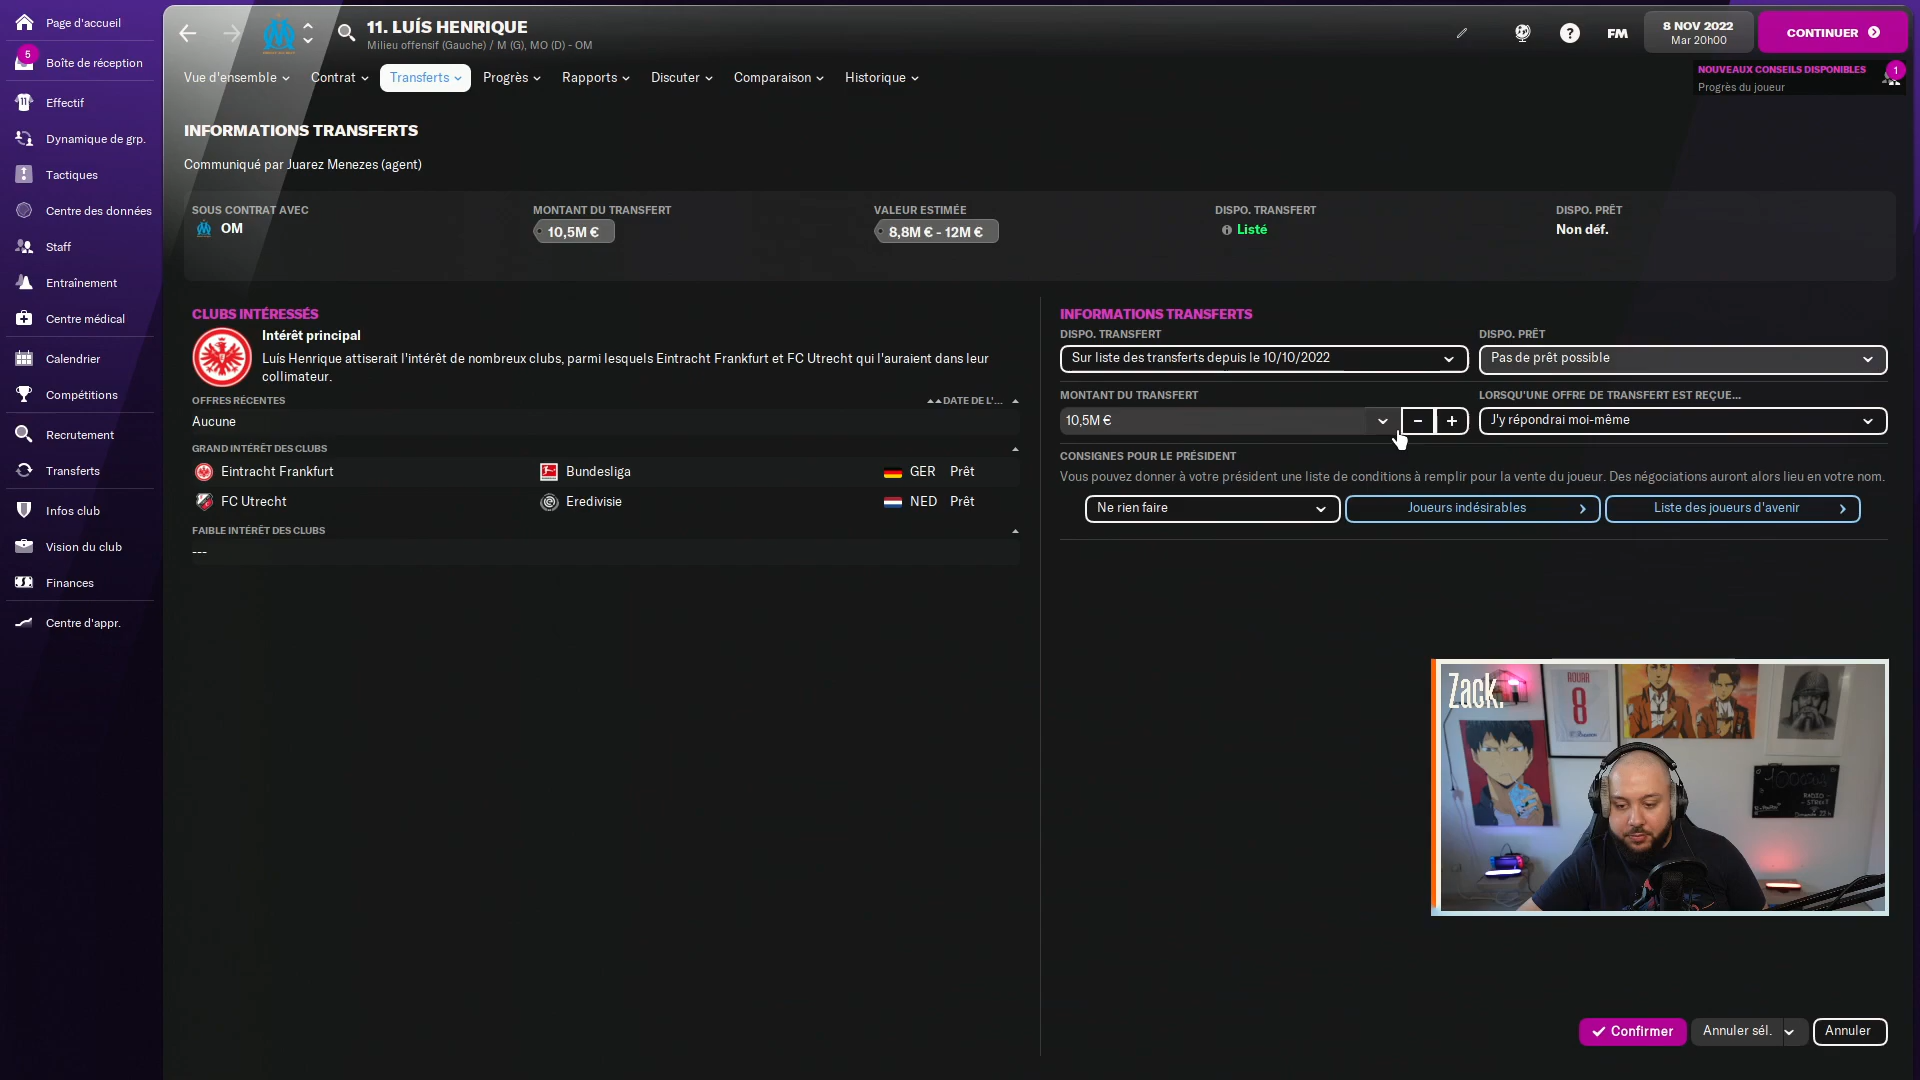 Page d'accueil
5
Boîte de réception
Effectif
Dynamique de grp.
Tactiques
Centre des données
Staff
Entraînement
Centre médical
Calendrier
Compétitions
Recrutement
Transferts
Infos club
Vision du club
Finances
Centre d'appr.
11. LUÍS HENRIQUE
Milieu offensif (Gauche) / M (G), MO (D) - OM
FM
8 NOV 2022
Mar 20h00
CONTINUER
Vue d'ensemble
Contrat
Transferts
Progrès
Rapports
Discuter
Comparaison
Historique
NOUVEAUX CONSEILS DISPONIBLES
1
Progrès du joueur
INFORMATIONS TRANSFERTS
Communiqué par Juarez Menezes (agent)
SOUS CONTRAT AVEC
OM
MONTANT DU TRANSFERT
10,5M €
VALEUR ESTIMÉE
8,8M € - 12M €
DISPO. TRANSFERT
Listé
DISPO. PRÊT
Non déf.
CLUBS INTÉRESSÉS
Intérêt principal
Luís Henrique attiserait l'intérêt de nombreux clubs, parmi lesquels Eintracht Frankfurt et FC Utrecht qui l'auraient dans leur
collimateur.
OFFRES RÉCENTES
DATE DE L'...
Aucune
GRAND INTÉRÊT DES CLUBS
Eintracht Frankfurt Bundesliga GER Prêt
FC Utrecht Eredivisie NED Prêt
FAIBLE INTÉRÊT DES CLUBS
---
INFORMATIONS TRANSFERTS
DISPO. TRANSFERT
Sur liste des transferts depuis le 10/10/2022
DISPO. PRÊT
Pas de prêt possible
MONTANT DU TRANSFERT
10,5M €
- +
LORSQU'UNE OFFRE DE TRANSFERT EST REÇUE...
J'y répondrai moi-même
CONSIGNES POUR LE PRÉSIDENT
Vous pouvez donner à votre président une liste de conditions à remplir pour la vente du joueur. Des négociations auront alors lieu en votre nom.
Ne rien faire
Joueurs indésirables
Liste des joueurs d'avenir
Zack.
8
RADIO
STREET
Confirmer
Annuler sél.
Annuler